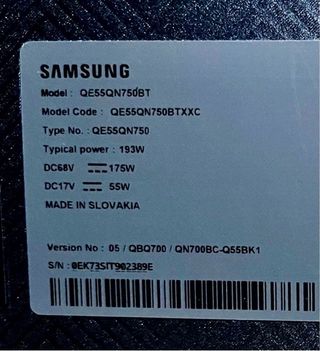 SAMSUNG
Model : QE55QN750BT
Model Code : QE55QN750BTXXC
Type No. : QE55QN750
Typical power : 193W
DC68V ⎓ 175W
DC17V ⎓ 55W
MADE IN SLOVAKIA
Version No : 05 / QBQ700 / QN700BC-Q55BK1
S/N : 0EK73SIT902389E